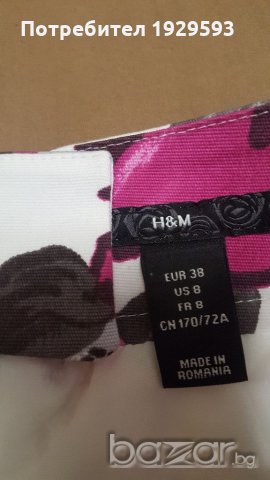 Потребител 1929593
H&M
EUR 38
US 8
FR 8
CN 170/72A
MADE IN
ROMANIA
bazar.bg